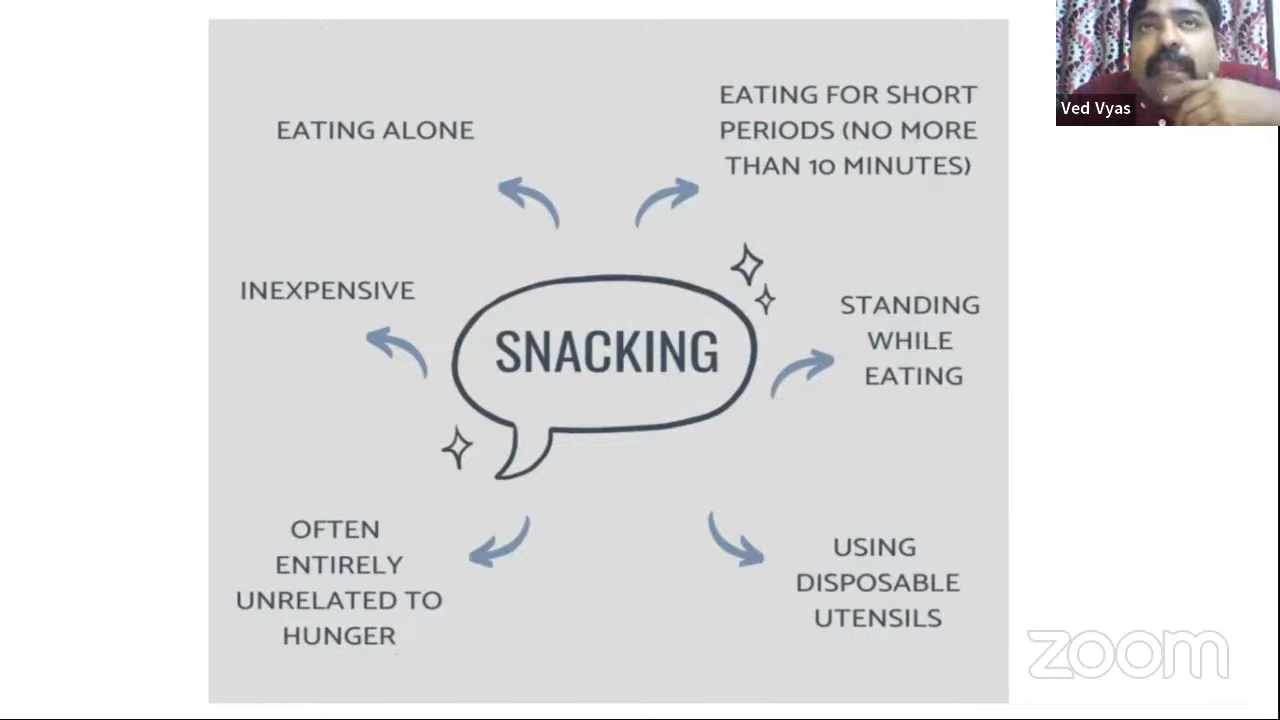 EATING ALONE
EATING FOR SHORT
PERIODS (NO MORE
THAN 10 MINUTES)
Ved Vyas
INEXPENSIVE
SNACKING
STANDING
WHILE
EATING
OFTEN
ENTIRELY
UNRELATED TO
HUNGER
USING
DISPOSABLE
UTENSILS
zoom